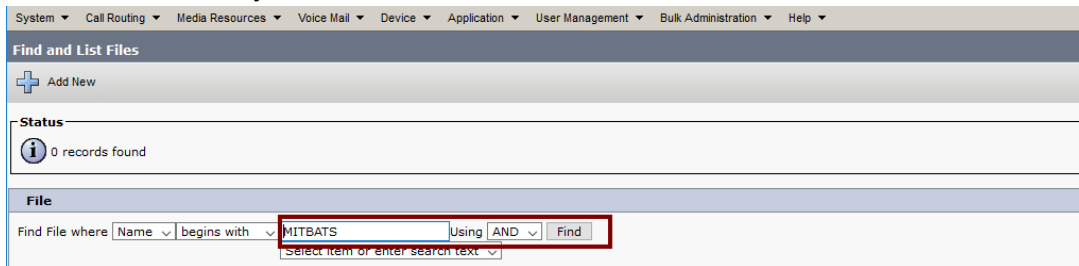 System Call Routing Media Resources Voice Mail Device Application User Management Bulk Administration Help
Find and List Files
Add New
Status
0 records found
File
Find File where Name begins with MITBATS Using AND Find
Select item or enter search text